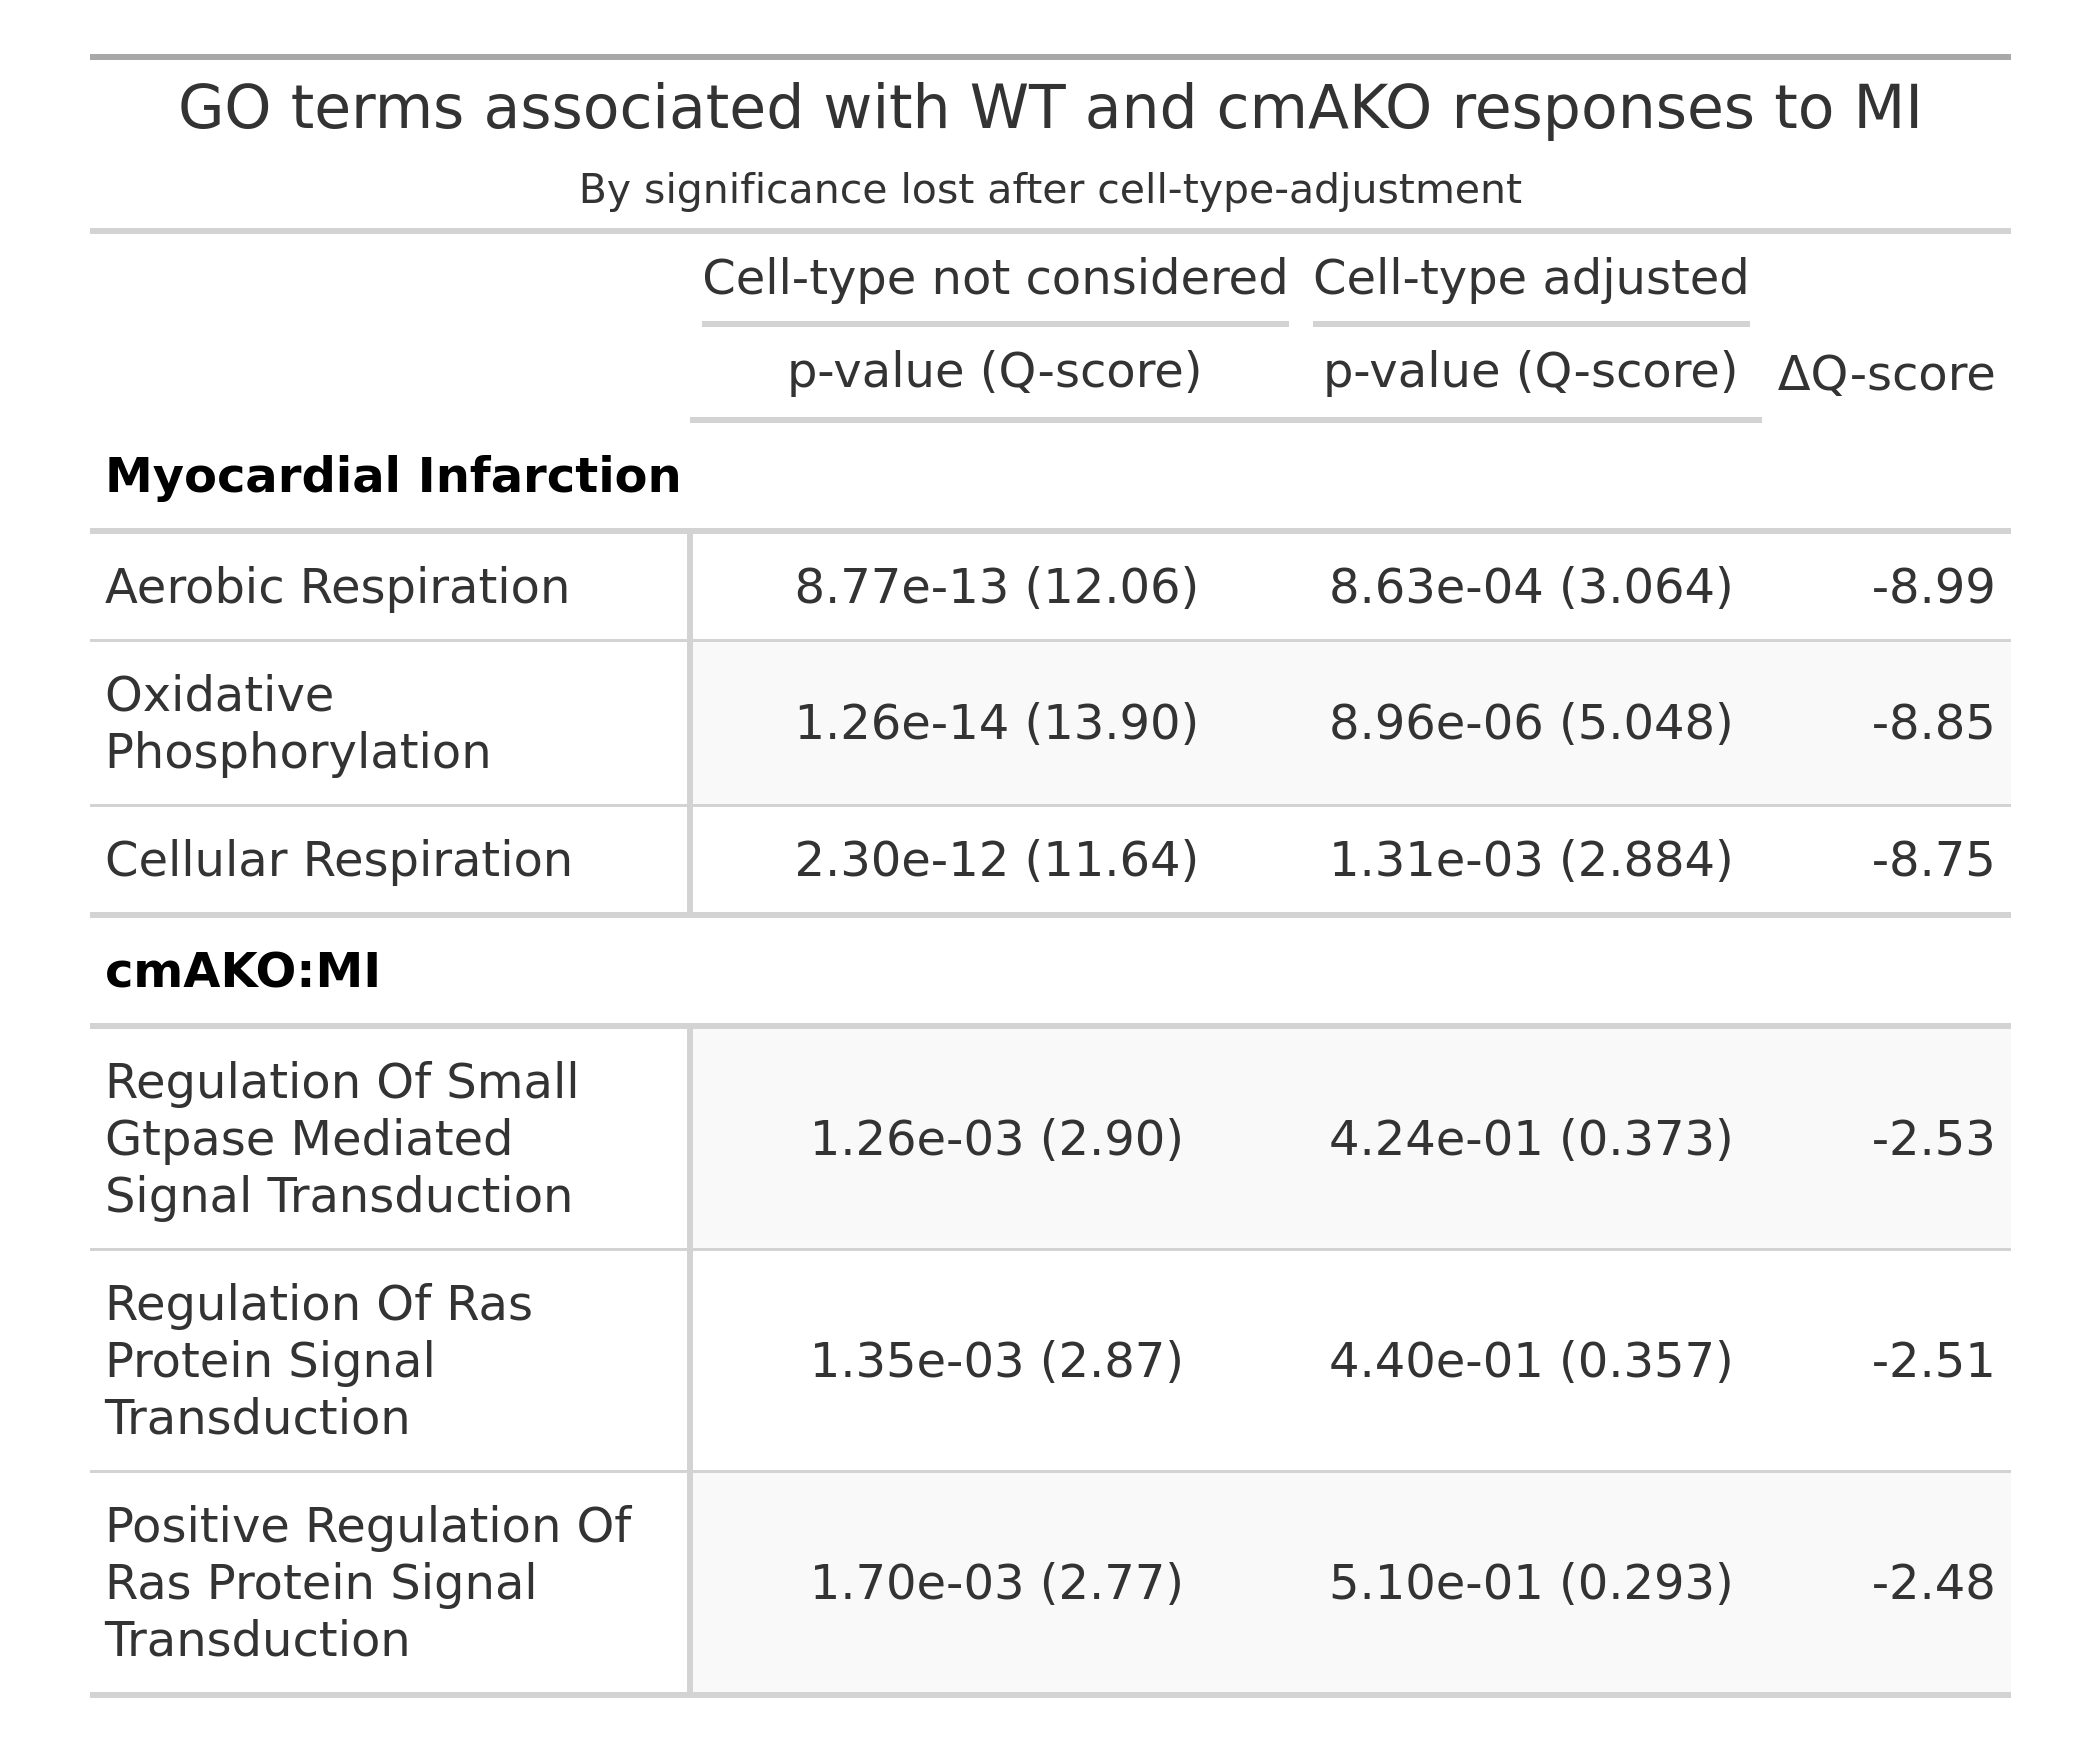 GO terms associated with WT and cmAKO responses to MI
By significance lost after cell-type-adjustment
Cell-type not considered Cell-type adjusted
p-value (Q-score) p-value (Q-score) ΔQ-score
Myocardial Infarction
Aerobic Respiration 8.77e-13 (12.06) 8.63e-04 (3.064) -8.99
Oxidative
Phosphorylation
1.26e-14 (13.90) 8.96e-06 (5.048) -8.85
Cellular Respiration 2.30e-12 (11.64) 1.31e-03 (2.884) -8.75
cmAKO:MI
Regulation Of Small
Gtpase Mediated
Signal Transduction
1.26e-03 (2.90) 4.24e-01 (0.373) -2.53
Regulation Of Ras
Protein Signal
Transduction
1.35e-03 (2.87) 4.40e-01 (0.357) -2.51
Positive Regulation Of
Ras Protein Signal
Transduction
1.70e-03 (2.77) 5.10e-01 (0.293) -2.48